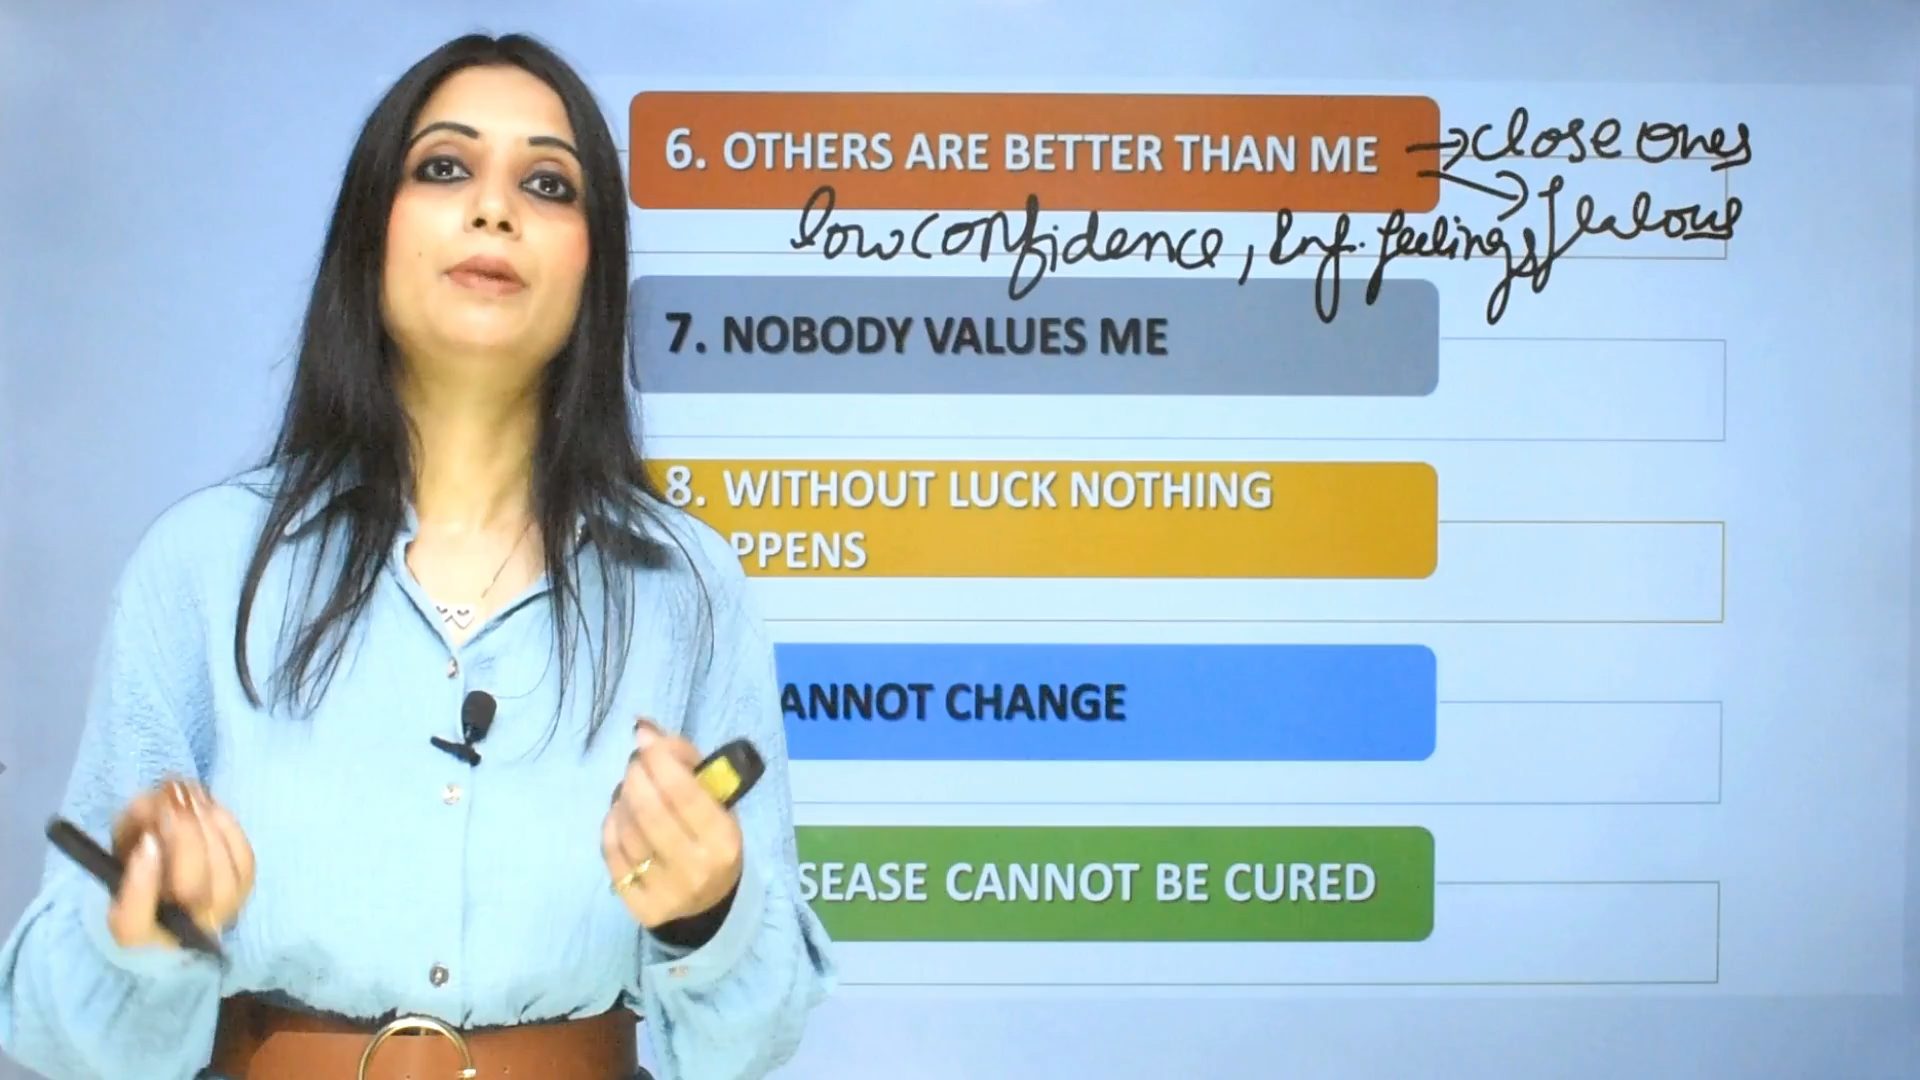 6. OTHERS ARE BETTER THAN ME → close ones
→ Jealous
low confidence, Inf. feelings
7. NOBODY VALUES ME
8. WITHOUT LUCK NOTHING
PPENS
ANNOT CHANGE
SEASE CANNOT BE CURED